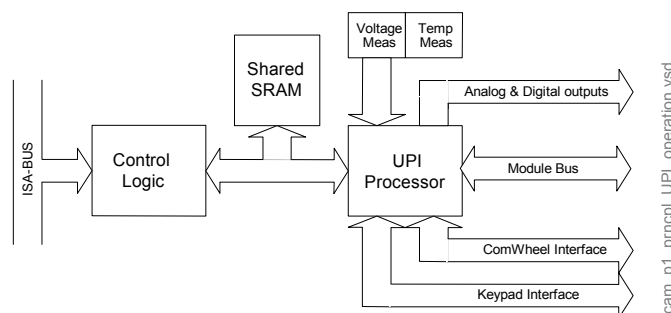 Voltage
Meas
Temp
Meas
Shared
SRAM
Analog & Digital outputs
ISA-BUS
Control
Logic
UPI
Processor
Module Bus
ComWheel Interface
Keypad Interface
cam_n1_prncpl_UPI_operation.vsd